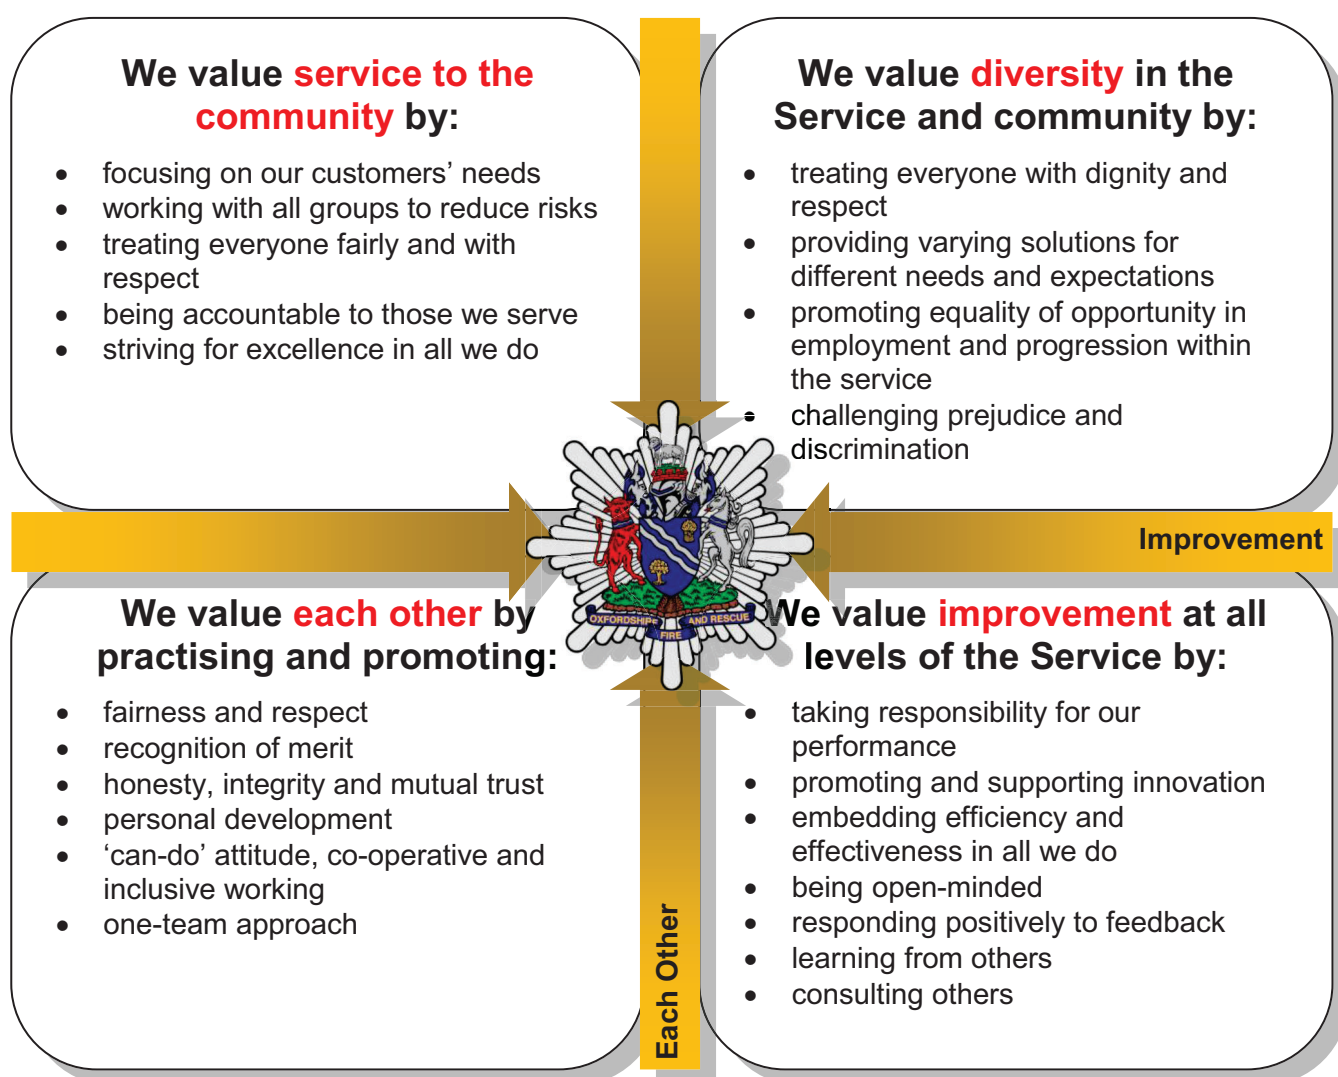 We value service to the
community by:
• focusing on our customers’ needs
• working with all groups to reduce risks
• treating everyone fairly and with
respect
• being accountable to those we serve
• striving for excellence in all we do
We value diversity in the
Service and community by:
• treating everyone with dignity and
respect
• providing varying solutions for
different needs and expectations
• promoting equality of opportunity in
employment and progression within
the service
• challenging prejudice and
discrimination
Improvement
OXFORDSHIRE
FIRE
AND RESCUE
We value each other by
practising and promoting:
• fairness and respect
• recognition of merit
• honesty, integrity and mutual trust
• personal development
• ‘can-do’ attitude, co-operative and
inclusive working
• one-team approach
Each Other
We value improvement at all
levels of the Service by:
• taking responsibility for our
performance
• promoting and supporting innovation
• embedding efficiency and
effectiveness in all we do
• being open-minded
• responding positively to feedback
• learning from others
• consulting others